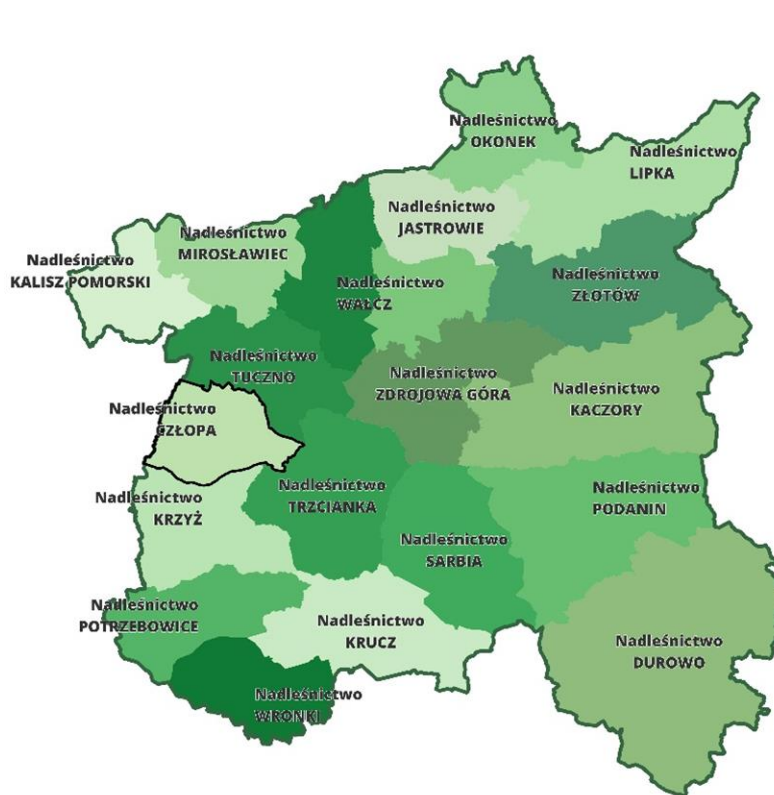 Nadleśnictwo
OKONEK
Nadleśnictwo
LIPKA
Nadleśnictwo
JASTROWIE
Nadleśnictwo
MIROSŁAWIEC
Nadleśnictwo
KALISZ POMORSKI
Nadleśnictwo
WAŁCZ
Nadleśnictwo
ZŁOTÓW
Nadleśnictwo
TUCZNO
Nadleśnictwo
ZDROJOWA GÓRA
Nadleśnictwo
KACZORY
Nadleśnictwo
CZŁOPA
Nadleśnictwo
TRZCIANKA
Nadleśnictwo
PODANIN
Nadleśnictwo
KRZYŻ
Nadleśnictwo
SARBIA
Nadleśnictwo
POTRZEBOWICE
Nadleśnictwo
KRUCZ
Nadleśnictwo
DUROWO
Nadleśnictwo
WRONKI